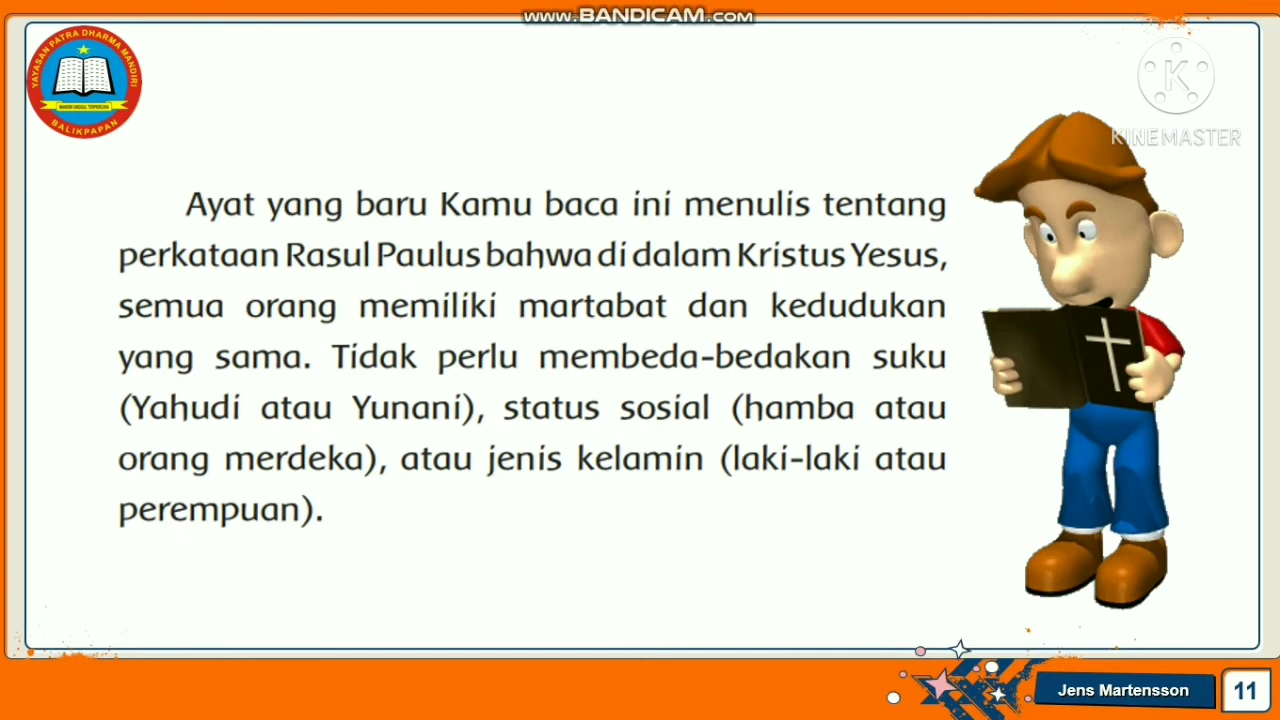 www.BANDICAM.com
YAYASAN PATRA DHARMA MANDIRI
BALIKPAPAN
K
KINEMASTER
Ayat yang baru Kamu baca ini menulis tentang
perkataan Rasul Paulus bahwa di dalam Kristus Yesus,
semua orang memiliki martabat dan kedudukan
yang sama. Tidak perlu membeda-bedakan suku
(Yahudi atau Yunani), status sosial (hamba atau
orang merdeka), atau jenis kelamin (laki-laki atau
perempuan).
Jens Martensson
11